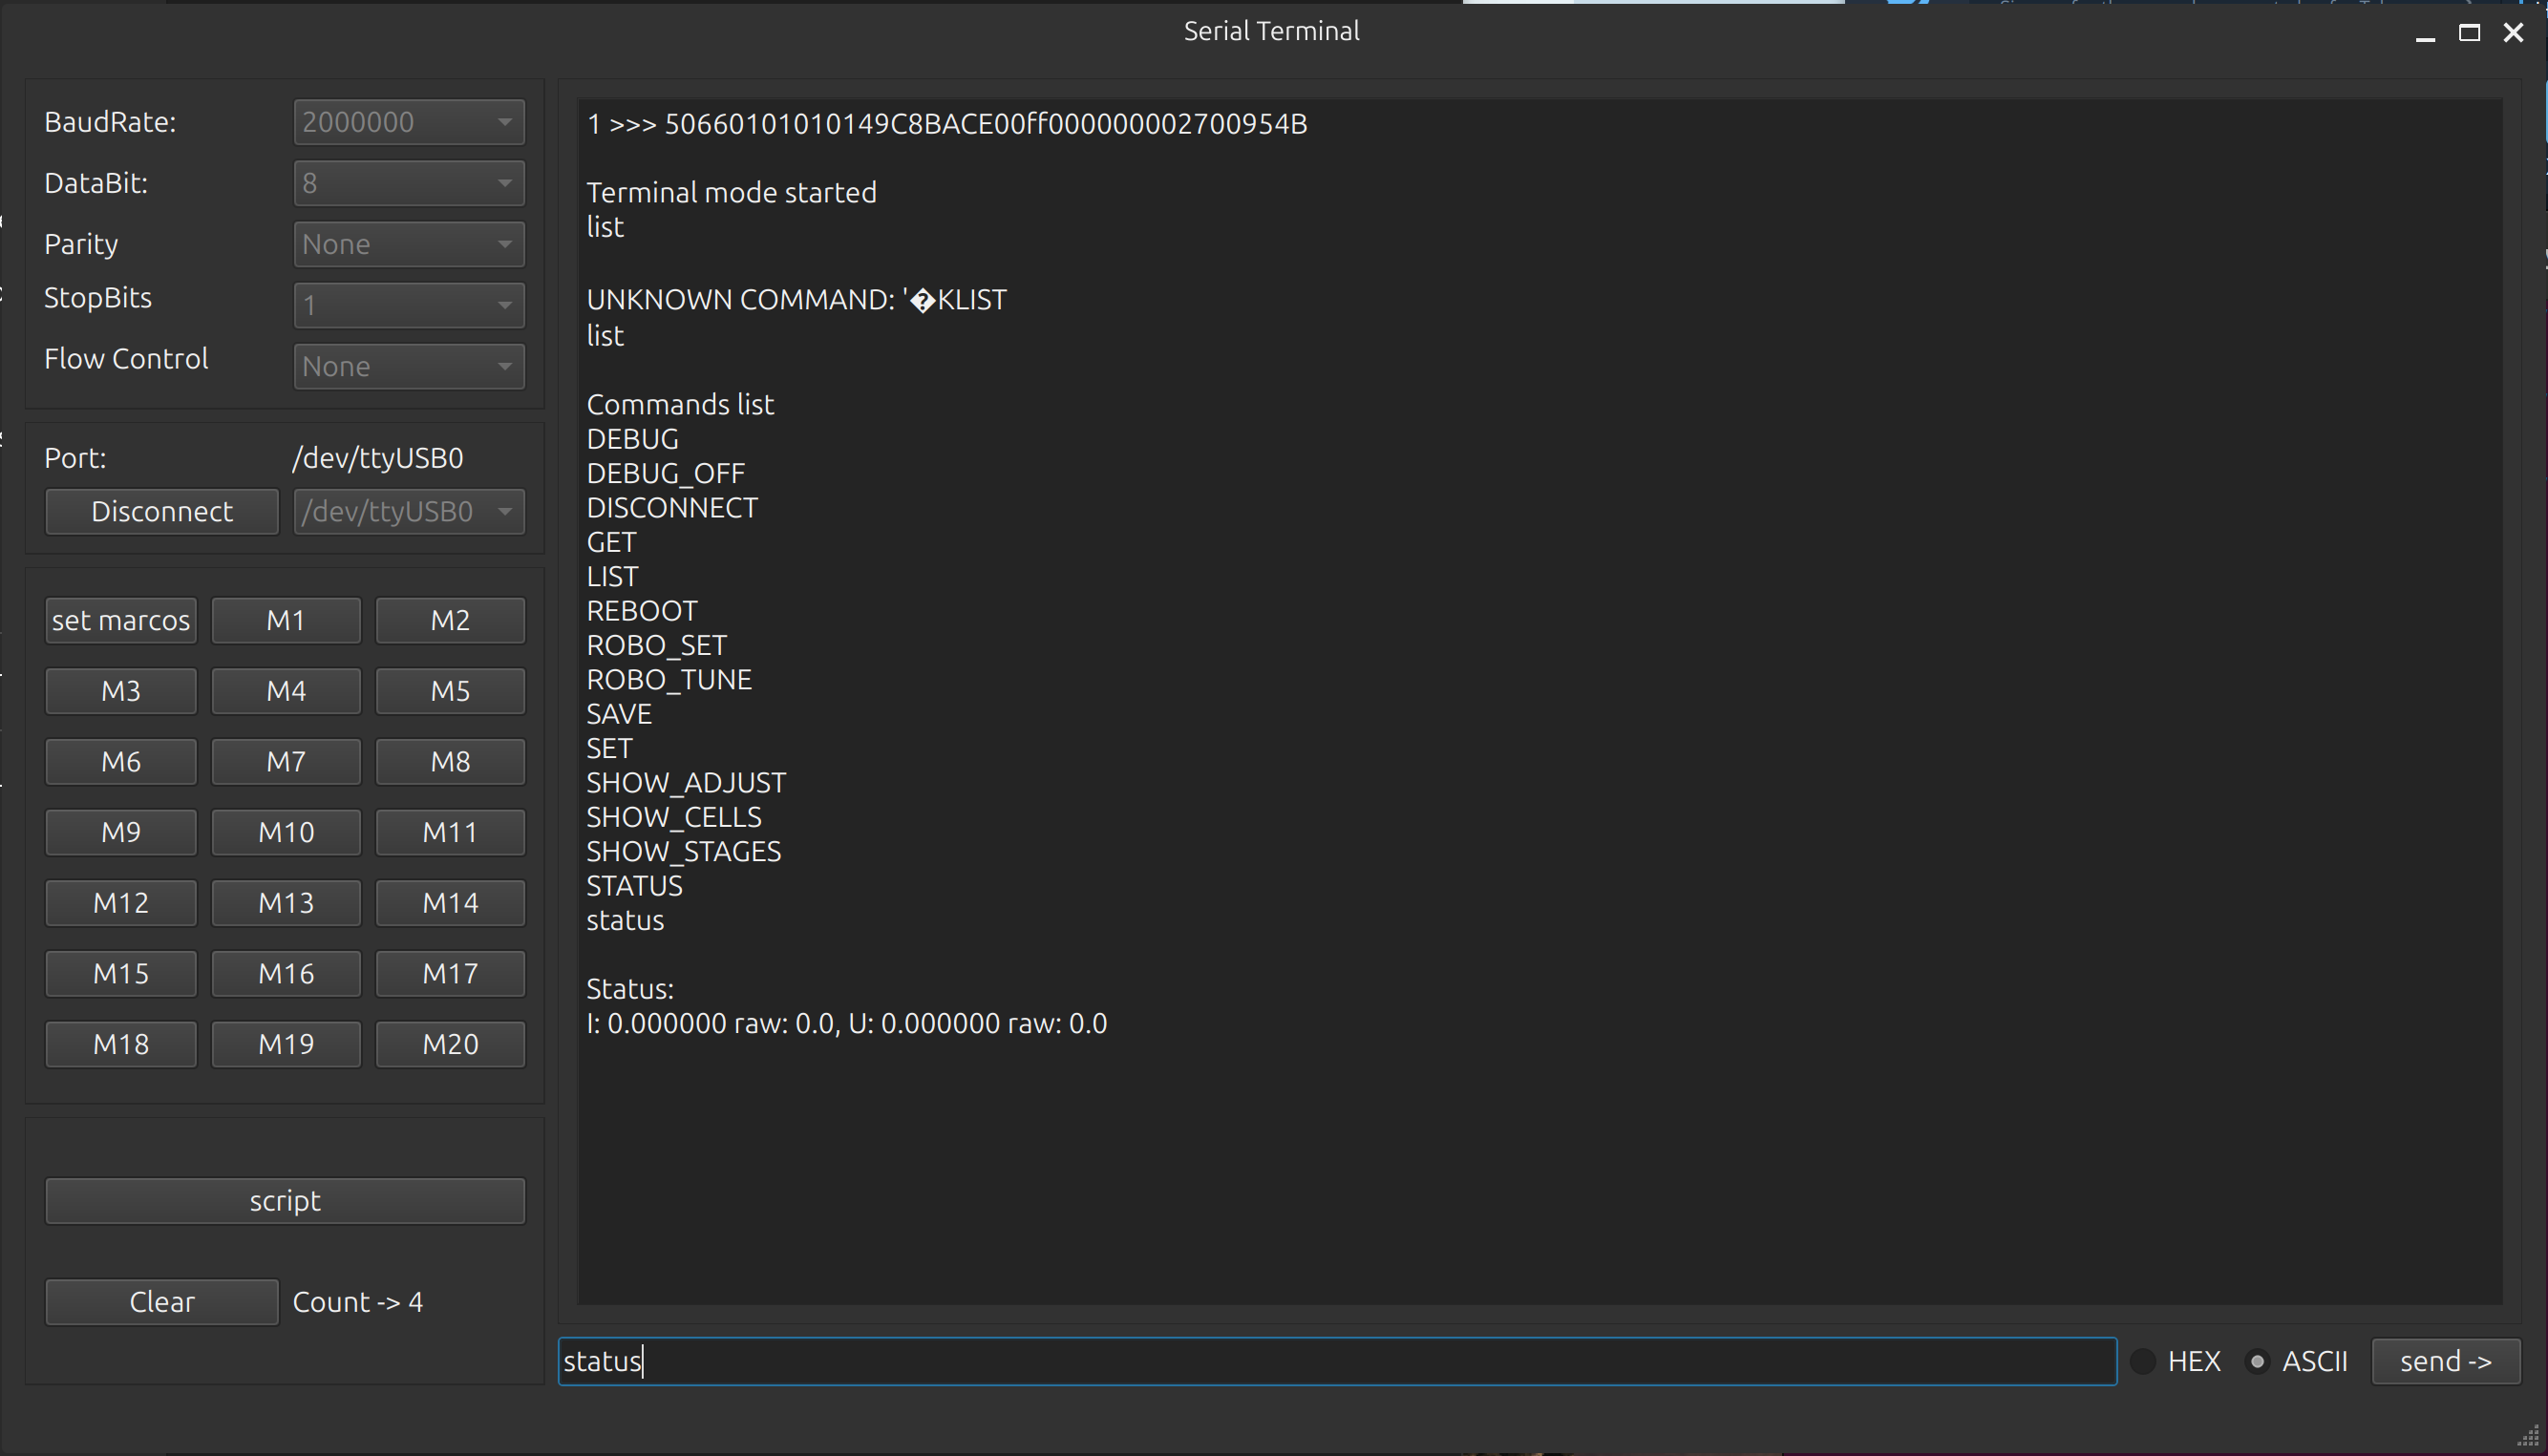 Serial Terminal
BaudRate: 2000000
DataBit: 8
Parity None
StopBits 1
Flow Control None
Port: /dev/ttyUSB0
Disconnect /dev/ttyUSB0
set marcos M1 M2
M3 M4 M5
M6 M7 M8
M9 M10 M11
M12 M13 M14
M15 M16 M17
M18 M19 M20
script
Clear Count -> 4
1 >>> 50660101010149C8BACE00ff000000002700954B
Terminal mode started
list
UNKNOWN COMMAND: '�KLIST
list
Commands list
DEBUG
DEBUG_OFF
DISCONNECT
GET
LIST
REBOOT
ROBO_SET
ROBO_TUNE
SAVE
SET
SHOW_ADJUST
SHOW_CELLS
SHOW_STAGES
STATUS
status
Status:
I: 0.000000 raw: 0.0, U: 0.000000 raw: 0.0
status HEX ASCII send ->